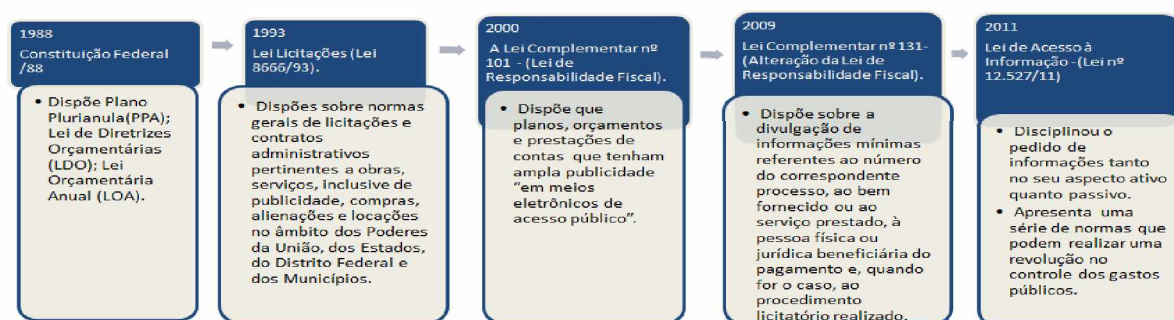 1988
Constituição Federal
/88
• Dispõe Plano
Plurianula(PPA);
Lei de Diretrizes
Orçamentárias
(LDO); Lei
Orçamentária
Anual (LOA).
1993
Lei Licitações (Lei
8666/93).
• Dispões sobre normas
gerais de licitações e
contratos
administrativos
pertinentes a obras,
serviços, inclusive de
publicidade, compras,
alienações e locações
no âmbito dos Poderes
da União, dos Estados,
do Distrito Federal e
dos Municípios.
2000
A Lei Complementar nº
101 - (Lei de
Responsabilidade Fiscal).
• Dispõe que
planos, orçamentos
e prestações de
contas que tenham
ampla publicidade
“em meios
eletrônicos de
acesso público”.
2009
Lei Complementar nº 131-
(Alteração da Lei de
Responsabilidade Fiscal).
• Dispõe sobre a
divulgação de
informações mínimas
referentes ao número
do correspondente
processo, ao bem
fornecido ou ao
serviço prestado, à
pessoa física ou
jurídica beneficiária do
pagamento e, quando
for o caso, ao
procedimento
licitatório realizado.
2011
Lei de Acesso à
Informação -(Lei nº
12.527/11)
• Disciplinou o
pedido de
informações tanto
no seu aspecto ativo
quanto passivo.
• Apresenta uma
série de normas que
podem realizar uma
revolução no
controle dos gastos
públicos.